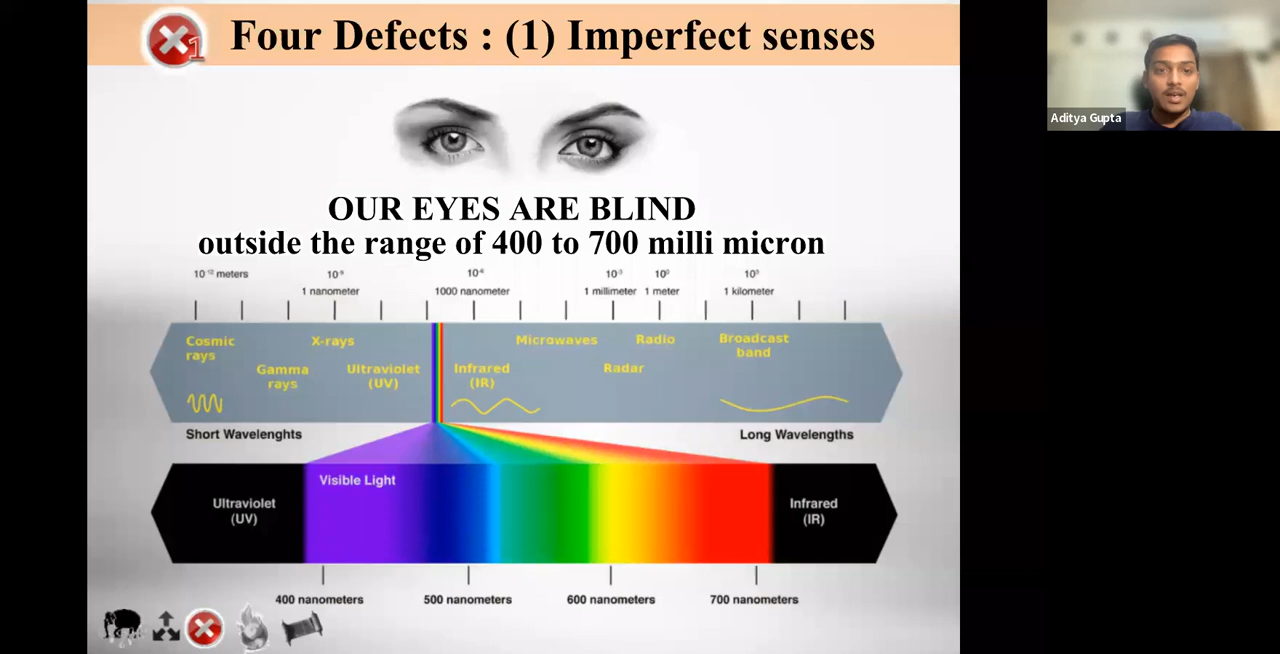 1
Four Defects : (1) Imperfect senses
Aditya Gupta
OUR EYES ARE BLIND
outside the range of 400 to 700 milli micron
10⁻¹² meters 10⁻⁹ 10⁻⁶ 10⁻³ 10⁰ 10³
1 nanometer 1000 nanometer 1 millimeter 1 meter 1 kilometer
Cosmic rays
Gamma rays
X-rays
Ultraviolet (UV)
Infrared (IR)
Microwaves
Radar
Radio
Broadcast band
Short Wavelenghts Long Wavelengths
Visible Light
Ultraviolet (UV)
Infrared (IR)
400 nanometers 500 nanometers 600 nanometers 700 nanometers